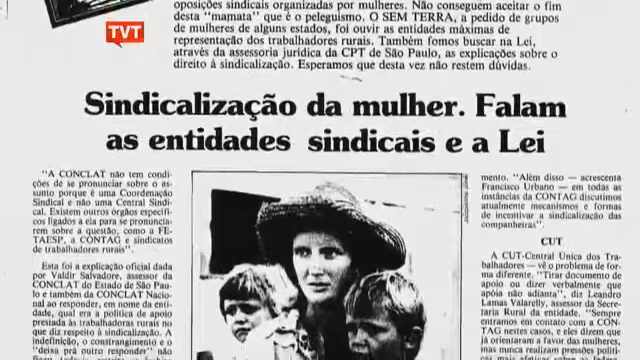 oposições sindicais organizadas por mulheres. Não conseguem aceitar o fim
desta "mamata" que é o peleguismo. O SEM TERRA, a pedido de grupos
de mulheres de alguns estados, foi ouvir as entidades máximas de
representação dos trabalhadores rurais. Também fomos buscar na Lei,
através da assessoria jurídica da CPT de São Paulo, as explicações sobre o
direito à sindicalização. Esperamos que desta vez não restem dúvidas.
TVT
Sindicalização da mulher. Falam
as entidades sindicais e a Lei
"A CONCLAT não tem condi-
ções de se pronunciar sobre o as-
sunto porque é uma Coordenação
Sindical e não uma Central Sindi-
cal. Existem outros órgãos específi-
cos ligados a ela para se pronuncia-
rem sobre a questão, como a FE-
TAESP, a CONTAG e sindicatos
de trabalhadores rurais".
Esta foi a explicação oficial dada
por Valdir Salvadore, assessor da
CONCLAT do Estado de São Pau-
lo e também da CONCLAT Nacio-
nal ao responder, em nome da enti-
dade, qual era a política de apoio
prestada às trabalhadoras rurais no
que diz respeito à sindicalização. A
indefinição, o constrangimento e o
"deixa prá outro responder" não
mento. "Além disso — acrescenta
Francisco Urbano — em todas as
instâncias da CONTAG discutimos
atualmente mecanismos e formas
de incentivar a sindicalização das
companheiras".
CUT
A CUT-Central Única dos Tra-
balhadores — vê o problema de for-
ma diferente. "Tirar documento de
apoio ou dizer verbalmente que
apóia não adianta", diz Leandro
Lamas Valarelly, assessor da Secre-
taria Rural da entidade. "Sempre
entramos em contato com a CON-
TAG nestes casos, e eles dizem que
já orientaram a favor das mulheres,
mas nunca realizam pressões políti-